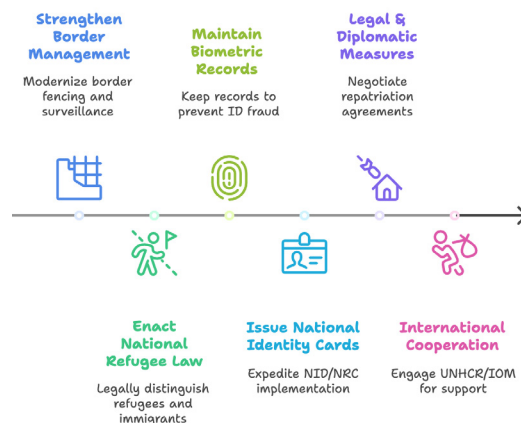 Strengthen
Border
Management
Modernize border
fencing and
surveillance
Maintain
Biometric
Records
Keep records to
prevent ID fraud
Legal &
Diplomatic
Measures
Negotiate
repatriation
agreements
Enact
National
Refugee Law
Legally distinguish
refugees and
immigrants
Issue National
Identity Cards
Expedite NID/NRC
implementation
International
Cooperation
Engage UNHCR/IOM
for support